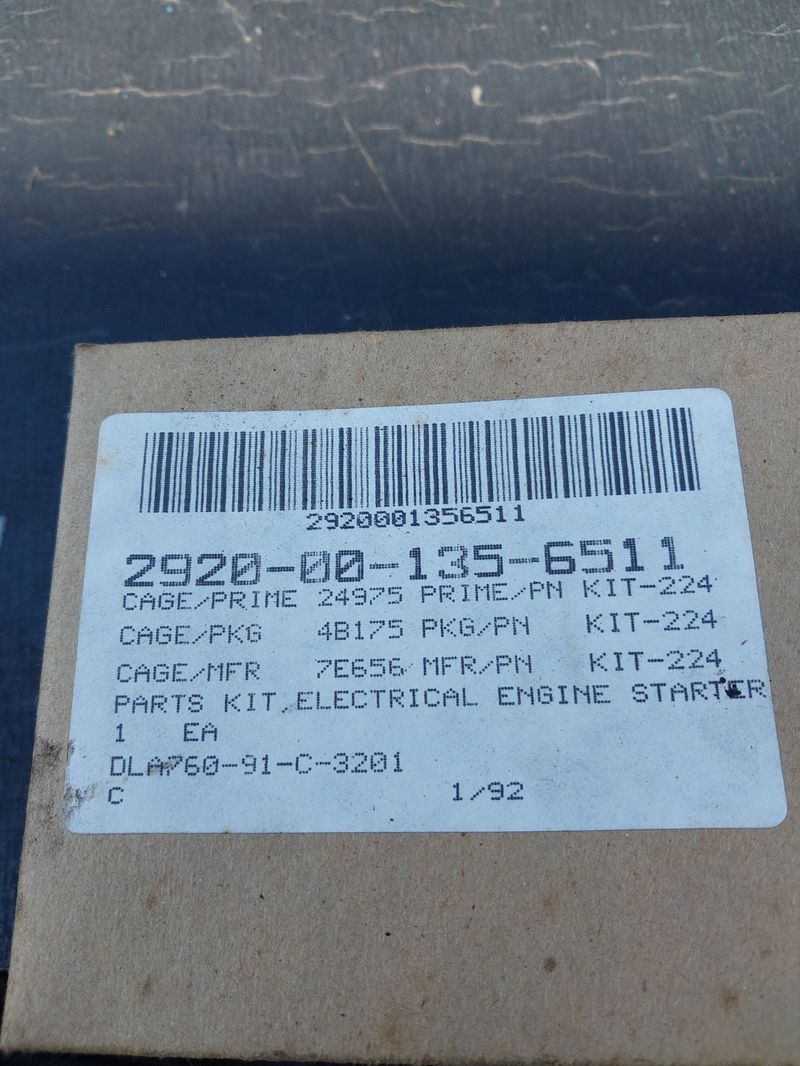 2920001356511
2920-00-135-6511
CAGE/PRIME 24975 PRIME/PN KIT-224
CAGE/PKG 4B175 PKG/PN KIT-224
CAGE/MFR 7E656 MFR/PN KIT-224
PARTS KIT,ELECTRICAL ENGINE STARTER
1 EA
DLA760-91-C-3201
C 1/92